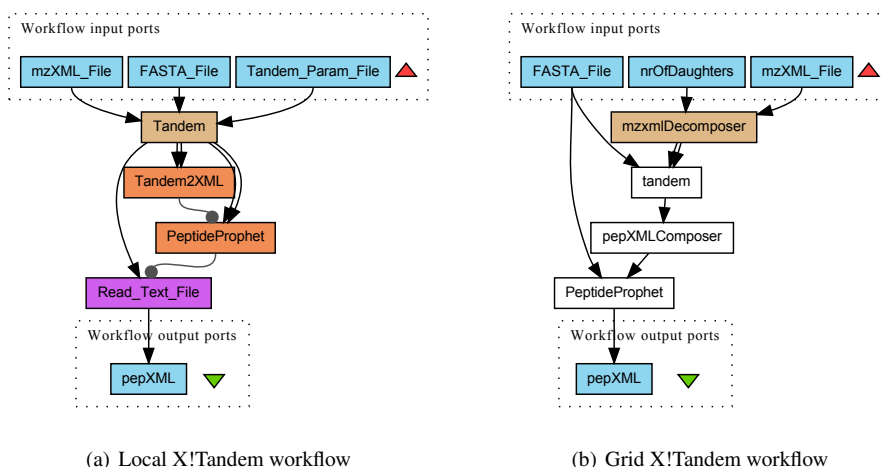 Workflow input ports
mzXML_File FASTA_File Tandem_Param_File
Tandem
Tandem2XML
PeptideProphet
Read_Text_File
Workflow output ports
pepXML
(a) Local X!Tandem workflow
Workflow input ports
FASTA_File nrOfDaughters mzXML_File
mzxmlDecomposer
tandem
pepXMLComposer
PeptideProphet
Workflow output ports
pepXML
(b) Grid X!Tandem workflow